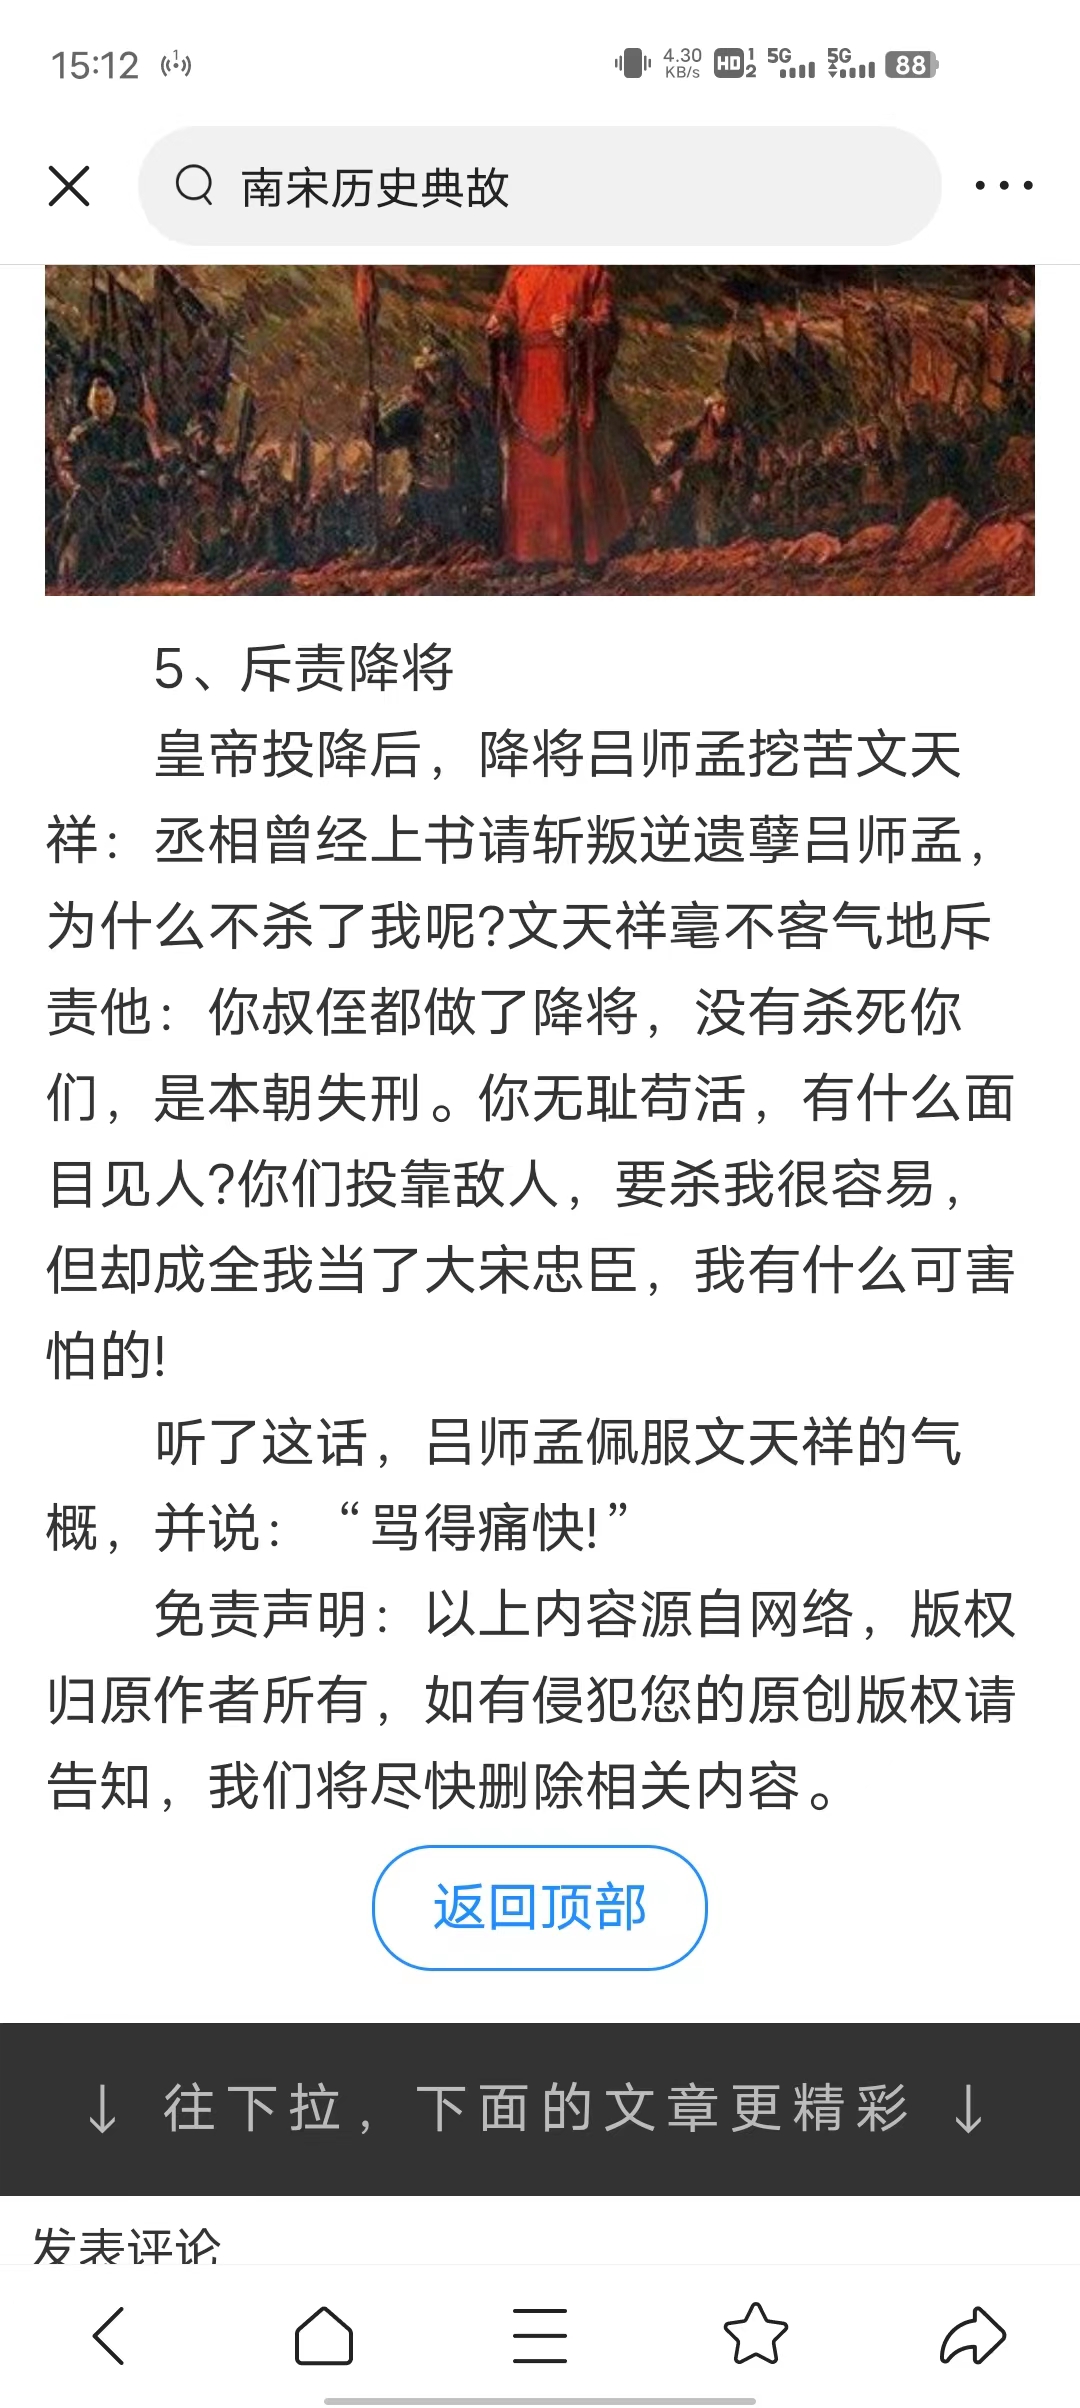 15:12
4.30 KB/s HD 1 2 5G 5G 88
南宋历史典故
5、斥责降将
皇帝投降后，降将吕师孟挖苦文天
祥：丞相曾经上书请斩叛逆遗孽吕师孟，
为什么不杀了我呢?文天祥毫不客气地斥
责他：你叔侄都做了降将，没有杀死你
们，是本朝失刑。你无耻苟活，有什么面
目见人?你们投靠敌人，要杀我很容易，
但却成全我当了大宋忠臣，我有什么可害
怕的!
听了这话，吕师孟佩服文天祥的气
概，并说：“骂得痛快!”
免责声明：以上内容源自网络，版权
归原作者所有，如有侵犯您的原创版权请
告知，我们将尽快删除相关内容。
返回顶部
↓ 往下拉，下面的文章更精彩 ↓
发表评论